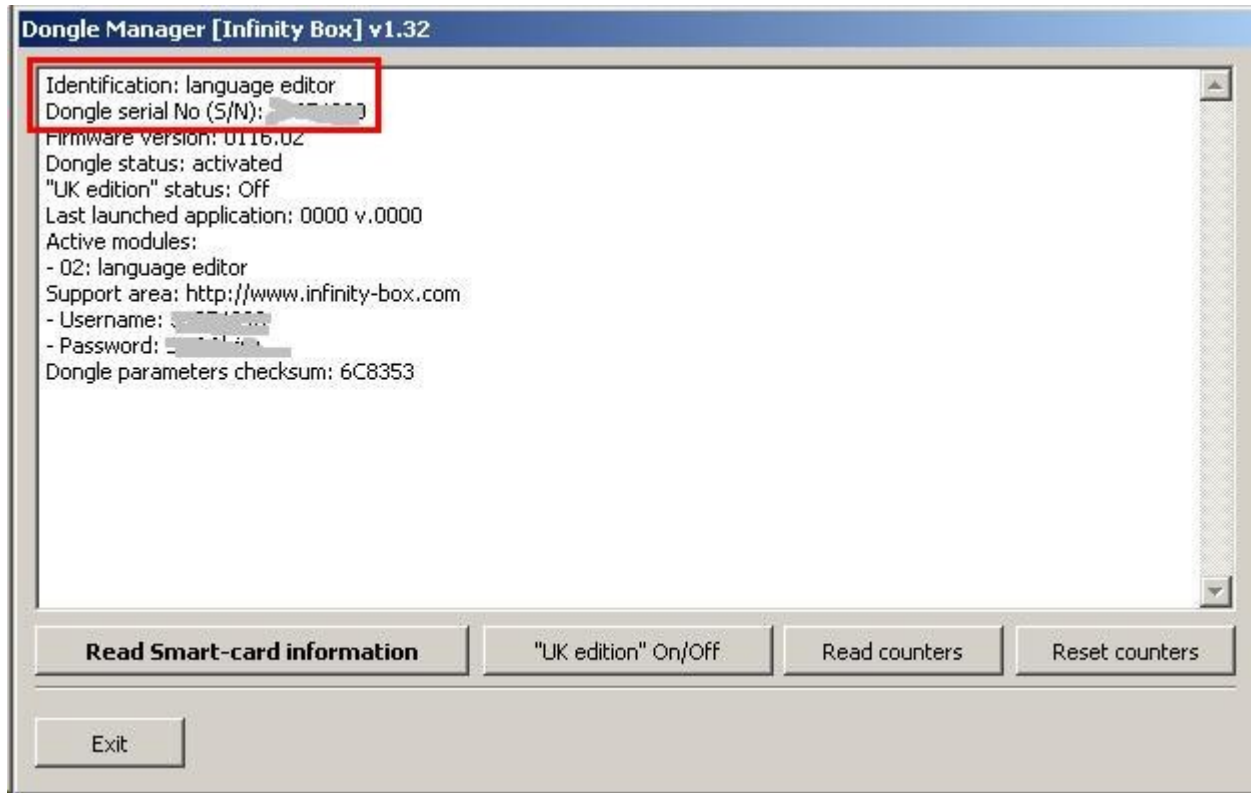 Dongle Manager [Infinity Box] v1.32
Identification: language editor
Dongle serial No (S/N):
Firmware version: 0116.02
Dongle status: activated
"UK edition" status: Off
Last launched application: 0000 v.0000
Active modules:
- 02: language editor
Support area: http://www.infinity-box.com
- Username:
- Password:
Dongle parameters checksum: 6C8353
Read Smart-card information
"UK edition" On/Off
Read counters
Reset counters
Exit